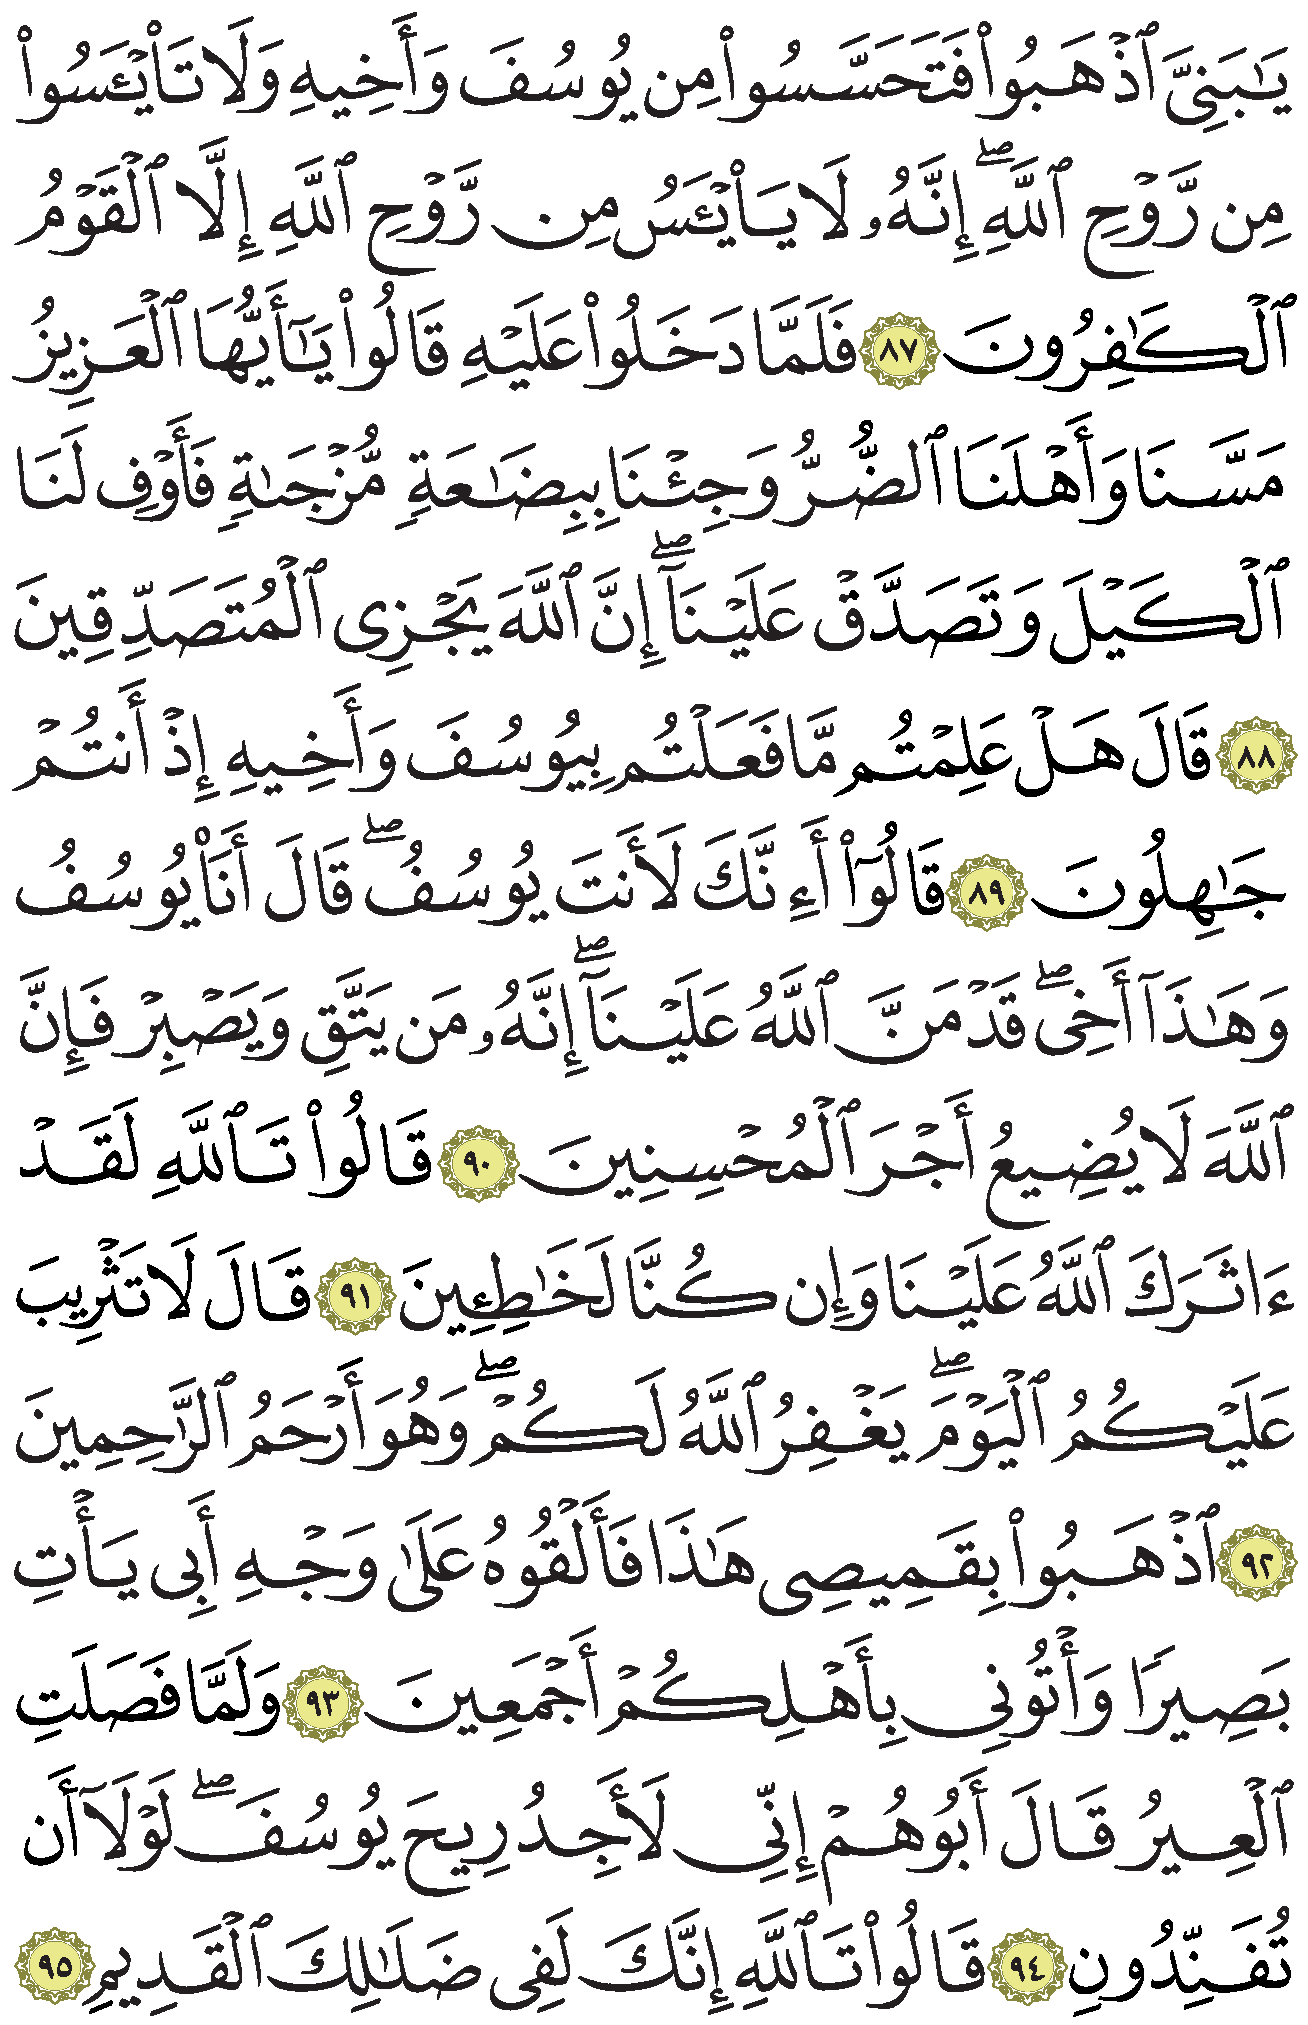 يَٰبَنِيَّ ٱذۡهَبُواْ فَتَحَسَّسُواْ مِن يُوسُفَ وَأَخِيهِ وَلَا تَاْيۡـَٔسُواْ
مِن رَّوۡحِ ٱللَّهِۖ إِنَّهُۥ لَا يَاْيۡـَٔسُ مِن رَّوۡحِ ٱللَّهِ إِلَّا ٱلۡقَوۡمُ
ٱلۡكَٰفِرُونَ ٨٧ فَلَمَّا دَخَلُواْ عَلَيۡهِ قَالُواْ يَٰٓأَيُّهَا ٱلۡعَزِيزُ
مَسَّنَا وَأَهۡلَنَا ٱلضُّرُّ وَجِئۡنَا بِبِضَٰعَةٖ مُّزۡجَىٰةٖ فَأَوۡفِ لَنَا
ٱلۡكَيۡلَ وَتَصَدَّقۡ عَلَيۡنَآۖ إِنَّ ٱللَّهَ يَجۡزِي ٱلۡمُتَصَدِّقِينَ
٨٨ قَالَ هَلۡ عَلِمۡتُم مَّا فَعَلۡتُم بِيُوسُفَ وَأَخِيهِ إِذۡ أَنتُمۡ
جَٰهِلُونَ ٨٩ قَالُوٓاْ أَءِنَّكَ لَأَنتَ يُوسُفُۖ قَالَ أَنَا۠ يُوسُفُ
وَهَٰذَآ أَخِيۖ قَدۡ مَنَّ ٱللَّهُ عَلَيۡنَآۖ إِنَّهُۥ مَن يَتَّقِ وَيَصۡبِرۡ فَإِنَّ
ٱللَّهَ لَا يُضِيعُ أَجۡرَ ٱلۡمُحۡسِنِينَ ٩٠ قَالُواْ تَٱللَّهِ لَقَدۡ
ءَاثَرَكَ ٱللَّهُ عَلَيۡنَا وَإِن كُنَّا لَخَٰطِـِٔينَ ٩١ قَالَ لَا تَثۡرِيبَ
عَلَيۡكُمُ ٱلۡيَوۡمَۖ يَغۡفِرُ ٱللَّهُ لَكُمۡۖ وَهُوَ أَرۡحَمُ ٱلرَّٰحِمِينَ
٩٢ ٱذۡهَبُواْ بِقَمِيصِي هَٰذَا فَأَلۡقُوهُ عَلَىٰ وَجۡهِ أَبِي يَأۡتِ
بَصِيرٗا وَأۡتُونِي بِأَهۡلِكُمۡ أَجۡمَعِينَ ٩٣ وَلَمَّا فَصَلَتِ
ٱلۡعِيرُ قَالَ أَبُوهُمۡ إِنِّي لَأَجِدُ رِيحَ يُوسُفَۖ لَوۡلَآ أَن
تُفَنِّدُونِ ٩٤ قَالُواْ تَٱللَّهِ إِنَّكَ لَفِي ضَلَٰلِكَ ٱلۡقَدِيمِ ٩٥